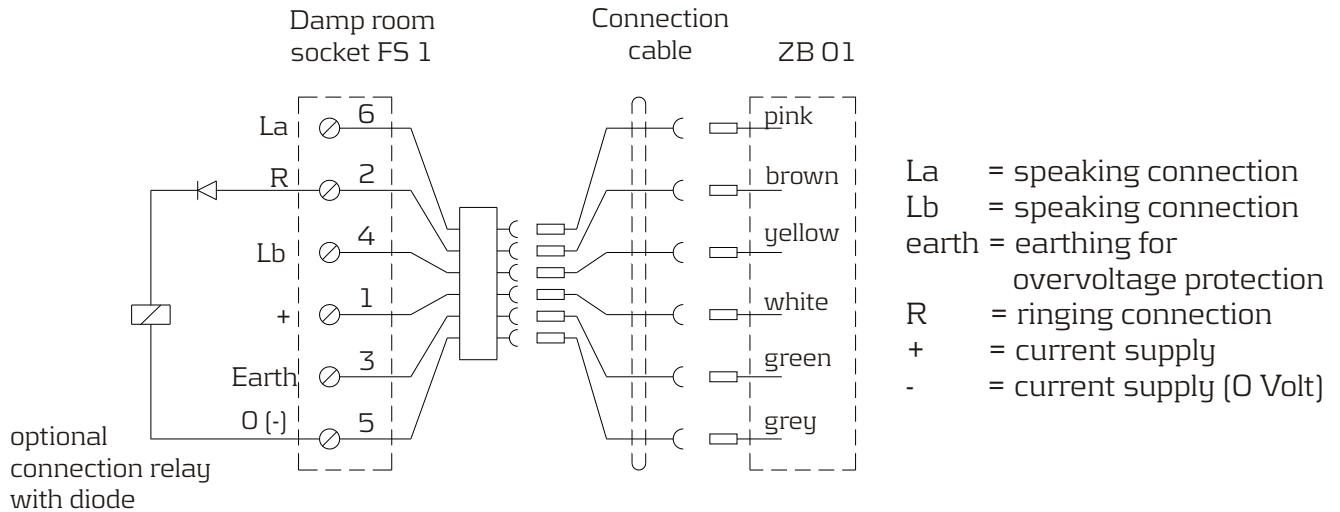 Damp room
socket FS 1
Connection
cable
ZB 01
La
6
pink
R
2
brown
Lb
4
yellow
+
1
white
Earth
3
green
0 (-)
5
grey
optional
connection relay
with diode
La = speaking connection
Lb = speaking connection
earth = earthing for
overvoltage protection
R = ringing connection
+ = current supply
- = current supply (0 Volt)